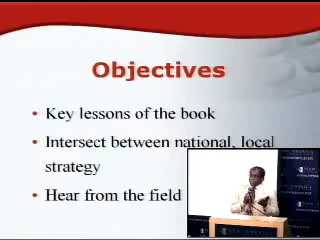 Objectives
• Key lessons of the book
• Intersect between national, local
strategy
• Hear from the field